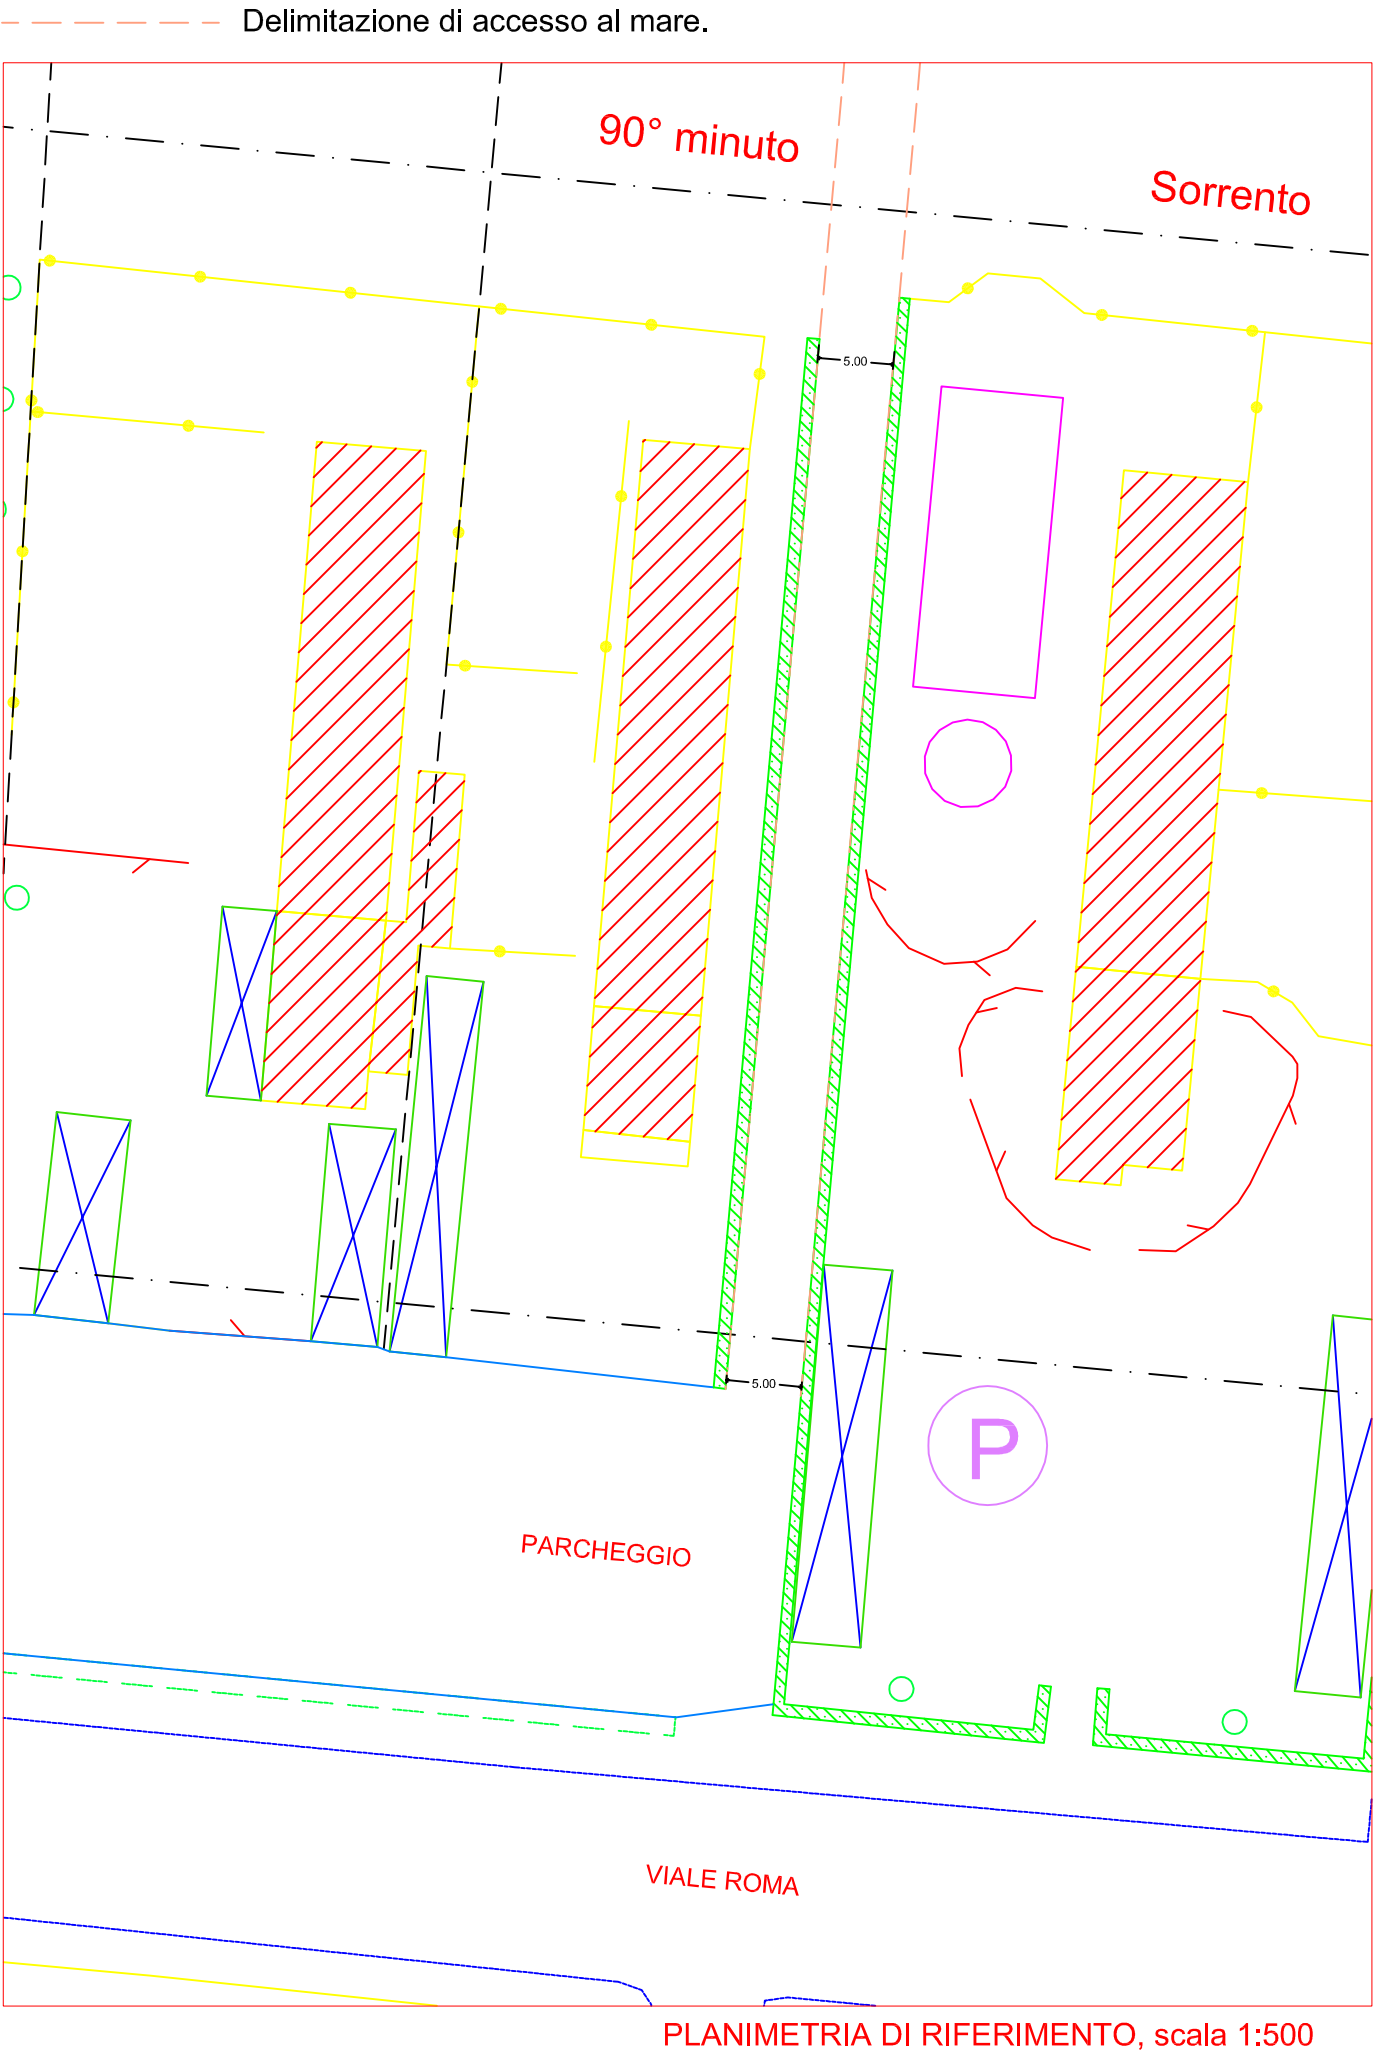 Delimitazione di accesso al mare.
90° minuto
Sorrento
5.00
5.00
P
PARCHEGGIO
VIALE ROMA
PLANIMETRIA DI RIFERIMENTO, scala 1:500